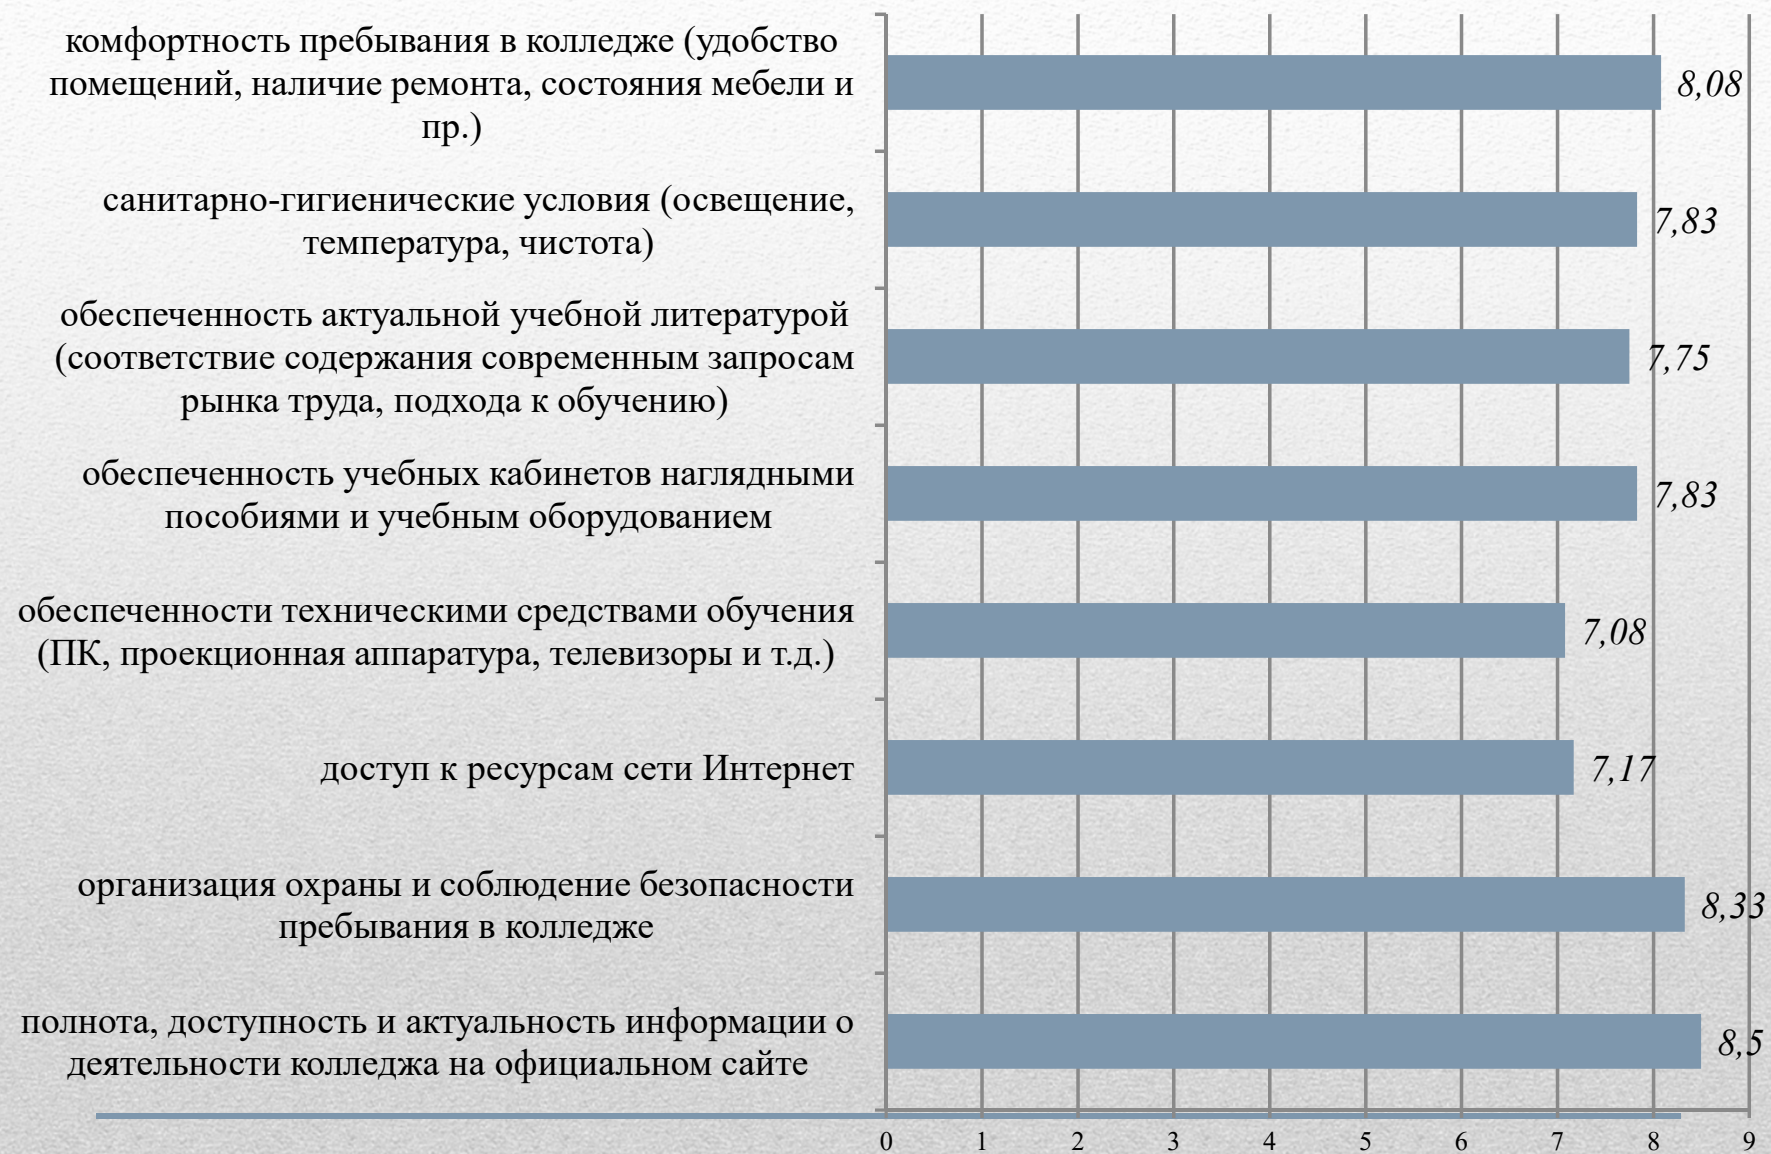 комфортность пребывания в колледже (удобство
помещений, наличие ремонта, состояния мебели и
пр.)
8,08
санитарно-гигиенические условия (освещение,
температура, чистота)
7,83
обеспеченность актуальной учебной литературой
(соответствие содержания современным запросам
рынка труда, подхода к обучению)
7,75
обеспеченность учебных кабинетов наглядными
пособиями и учебным оборудованием
7,83
обеспеченности техническими средствами обучения
(ПК, проекционная аппаратура, телевизоры и т.д.)
7,08
доступ к ресурсам сети Интернет
7,17
организация охраны и соблюдение безопасности
пребывания в колледже
8,33
полнота, доступность и актуальность информации о
деятельности колледжа на официальном сайте
8,5
0 1 2 3 4 5 6 7 8 9